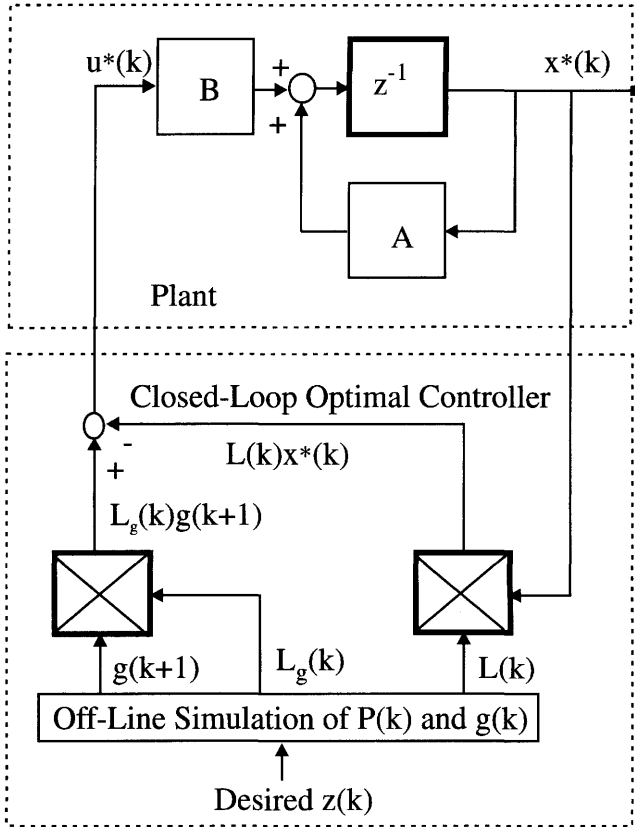 u*(k)
B
+
+
z⁻¹
x*(k)
A
Plant
Closed-Loop Optimal Controller
-
+
L(k)x*(k)
L_g(k)g(k+1)
g(k+1)
L_g(k)
L(k)
Off-Line Simulation of P(k) and g(k)
Desired z(k)